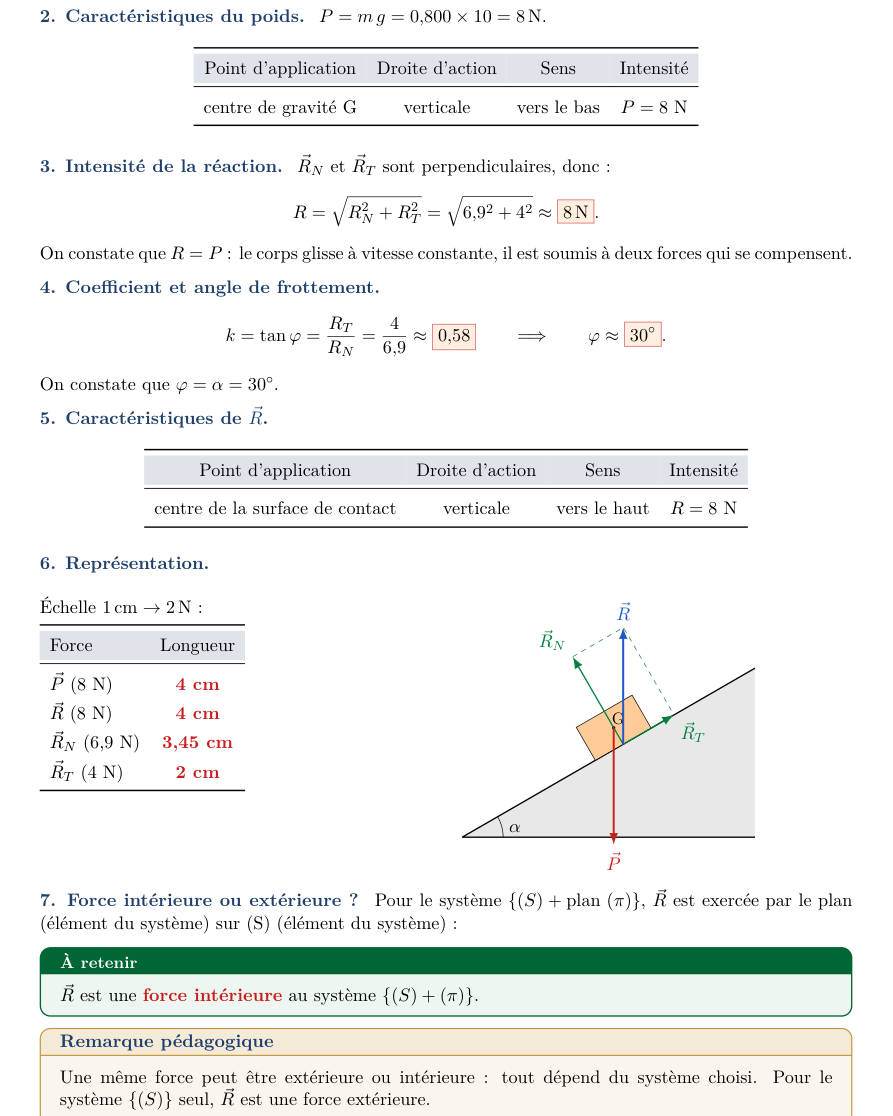 2. Caractéristiques du poids. P = m g = 0,800 × 10 = 8 N.
Point d'application Droite d'action Sens Intensité
centre de gravité G verticale vers le bas P = 8 N
3. Intensité de la réaction. R⃗_N et R⃗_T sont perpendiculaires, donc :
R = √(R_N² + R_T²) = √(6,9² + 4²) ≈ 8 N.
On constate que R = P : le corps glisse à vitesse constante, il est soumis à deux forces qui se compensent.
4. Coefficient et angle de frottement.
k = tan φ = R_T/R_N = 4/6,9 ≈ 0,58 ⟹ φ ≈ 30°.
On constate que φ = α = 30°.
5. Caractéristiques de R⃗.
Point d'application Droite d'action Sens Intensité
centre de la surface de contact verticale vers le haut R = 8 N
6. Représentation.
Échelle 1 cm → 2 N :
Force Longueur
P⃗ (8 N) 4 cm
R⃗ (8 N) 4 cm
R⃗_N (6,9 N) 3,45 cm
R⃗_T (4 N) 2 cm
R⃗
R⃗_N
G
R⃗_T
α
P⃗
7. Force intérieure ou extérieure ? Pour le système {(S) + plan (π)}, R⃗ est exercée par le plan
(élément du système) sur (S) (élément du système) :
À retenir
R⃗ est une force intérieure au système {(S) + (π)}.
Remarque pédagogique
Une même force peut être extérieure ou intérieure : tout dépend du système choisi. Pour le
système {(S)} seul, R⃗ est une force extérieure.